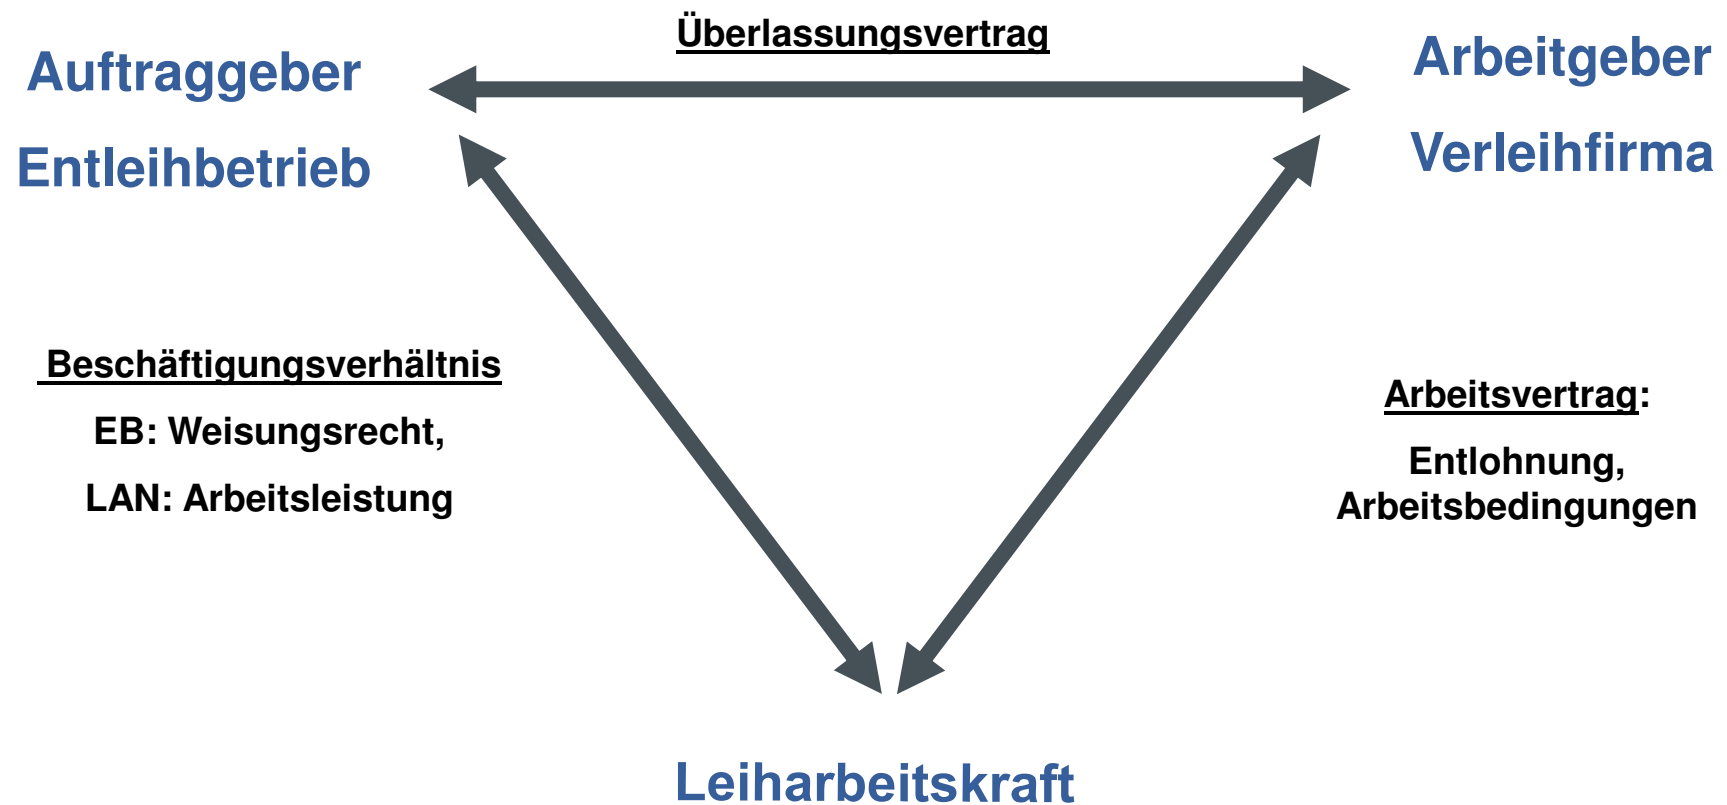 Überlassungsvertrag
Auftraggeber
Entleihbetrieb
Arbeitgeber
Verleihfirma
Beschäftigungsverhältnis
EB: Weisungsrecht,
LAN: Arbeitsleistung
Arbeitsvertrag:
Entlohnung,
Arbeitsbedingungen
Leiharbeitskraft